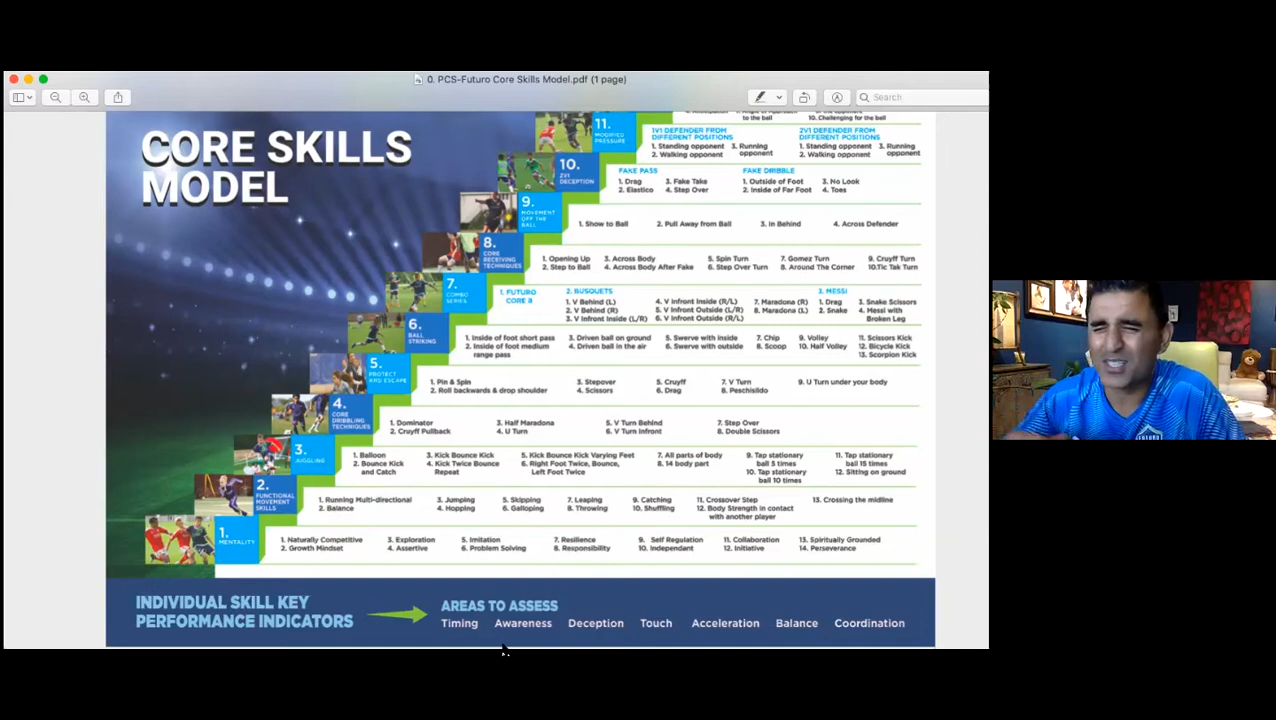 0. PCS-Futuro Core Skills Model.pdf (1 page)
Search
CORE SKILLS
MODEL
to the ball
10. Challenging for the ball
11.
MODIFIED
PRESSURE
1V1 DEFENDER FROM
DIFFERENT POSITIONS
1. Standing opponent
2. Walking opponent
3. Running
opponent
2V1 DEFENDER FROM
DIFFERENT POSITIONS
1. Standing opponent
2. Walking opponent
3. Running
opponent
10.
2V1
DECEPTION
FAKE PASS
1. Drag
2. Elastico
3. Fake Take
4. Step Over
FAKE DRIBBLE
1. Outside of Foot
2. Inside of Far Foot
3. No Look
4. Toes
9.
MOVEMENT
OFF THE
BALL
1. Show to Ball
2. Pull Away from Ball
3. In Behind
4. Across Defender
8.
CORE
RECEIVING
TECHNIQUES
1. Opening Up
2. Step to Ball
3. Across Body
4. Across Body After Fake
5. Spin Turn
6. Step Over Turn
7. Gomez Turn
8. Around The Corner
9. Cruyff Turn
10.Tic Tak Turn
7.
COMBO
SERIES
1. FUTURO
CORE 8
2. BUSQUETS
1. V Behind (L)
2. V Behind (R)
3. V Infront Inside (L/R)
4. V Infront Inside (R/L)
5. V Infront Outside (L/R)
6. V Infront Outside (R/L)
7. Maradona (R)
8. Maradona (L)
3. MESSI
1. Drag
2. Snake
3. Snake Scissors
4. Messi with
Broken Leg
6.
BALL
STRIKING
1. Inside of foot short pass
2. Inside of foot medium
range pass
3. Driven ball on ground
4. Driven ball in the air
5. Swerve with inside
6. Swerve with outside
7. Chip
8. Scoop
9. Volley
10. Half Volley
11. Scissors Kick
12. Bicycle Kick
13. Scorpion Kick
5.
PROTECT
AND ESCAPE
1. Pin & Spin
2. Roll backwards & drop shoulder
3. Stepover
4. Scissors
5. Cruyff
6. Drag
7. V Turn
8. Peschisildo
9. U Turn under your body
4.
CORE
DRIBBLING
TECHNIQUES
1. Dominator
2. Cruyff Pullback
3. Half Maradona
4. U Turn
5. V Turn Behind
6. V Turn Infront
7. Step Over
8. Double Scissors
3.
JUGGLING
1. Balloon
2. Bounce Kick
and Catch
3. Kick Bounce Kick
4. Kick Twice Bounce
Repeat
5. Kick Bounce Kick Varying Feet
6. Right Foot Twice, Bounce,
Left Foot Twice
7. All parts of body
8. 14 body part
9. Tap stationary
ball 5 times
10. Tap stationary
ball 10 times
11. Tap stationary
ball 15 times
12. Sitting on ground
2.
FUNCTIONAL
MOVEMENT
SKILLS
1. Running Multi-directional
2. Balance
3. Jumping
4. Hopping
5. Skipping
6. Galloping
7. Leaping
8. Throwing
9. Catching
10. Shuffling
11. Crossover Step
12. Body Strength in contact
with another player
13. Crossing the midline
1.
MENTALITY
1. Naturally Competitive
2. Growth Mindset
3. Exploration
4. Assertive
5. Imitation
6. Problem Solving
7. Resilience
8. Responsibility
9. Self Regulation
10. Independant
11. Collaboration
12. Initiative
13. Spiritually Grounded
14. Perseverance
INDIVIDUAL SKILL KEY
PERFORMANCE INDICATORS
AREAS TO ASSESS
Timing Awareness Deception Touch Acceleration Balance Coordination